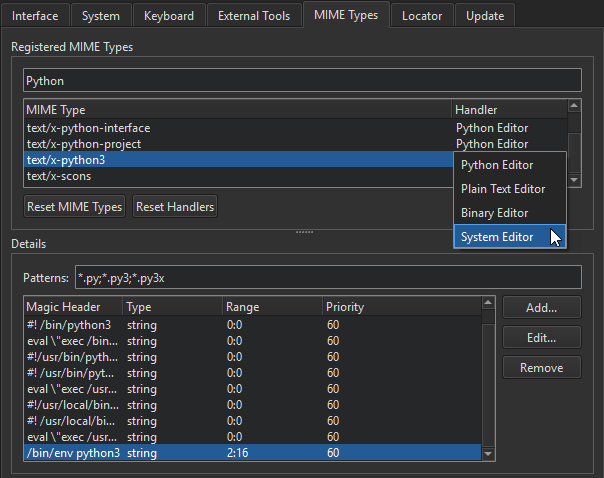 Interface System Keyboard External Tools MIME Types Locator Update
Registered MIME Types
Python
MIME Type Handler
text/x-python-interface Python Editor
text/x-python-project Python Editor
text/x-python3
text/x-scons
Python Editor
Plain Text Editor
Binary Editor
System Editor
Reset MIME Types Reset Handlers
Details
Patterns: *.py;*.py3;*.py3x
Magic Header Type Range Priority
#! /bin/python3 string 0:0 60
eval \"exec /bin... string 0:0 60
#!/usr/bin/pyth... string 0:0 60
#! /usr/bin/pyt... string 0:0 60
eval \"exec /usr... string 0:0 60
#!/usr/local/bin... string 0:0 60
#! /usr/local/bi... string 0:0 60
eval \"exec /usr... string 0:0 60
/bin/env python3 string 2:16 60
Add...
Edit...
Remove